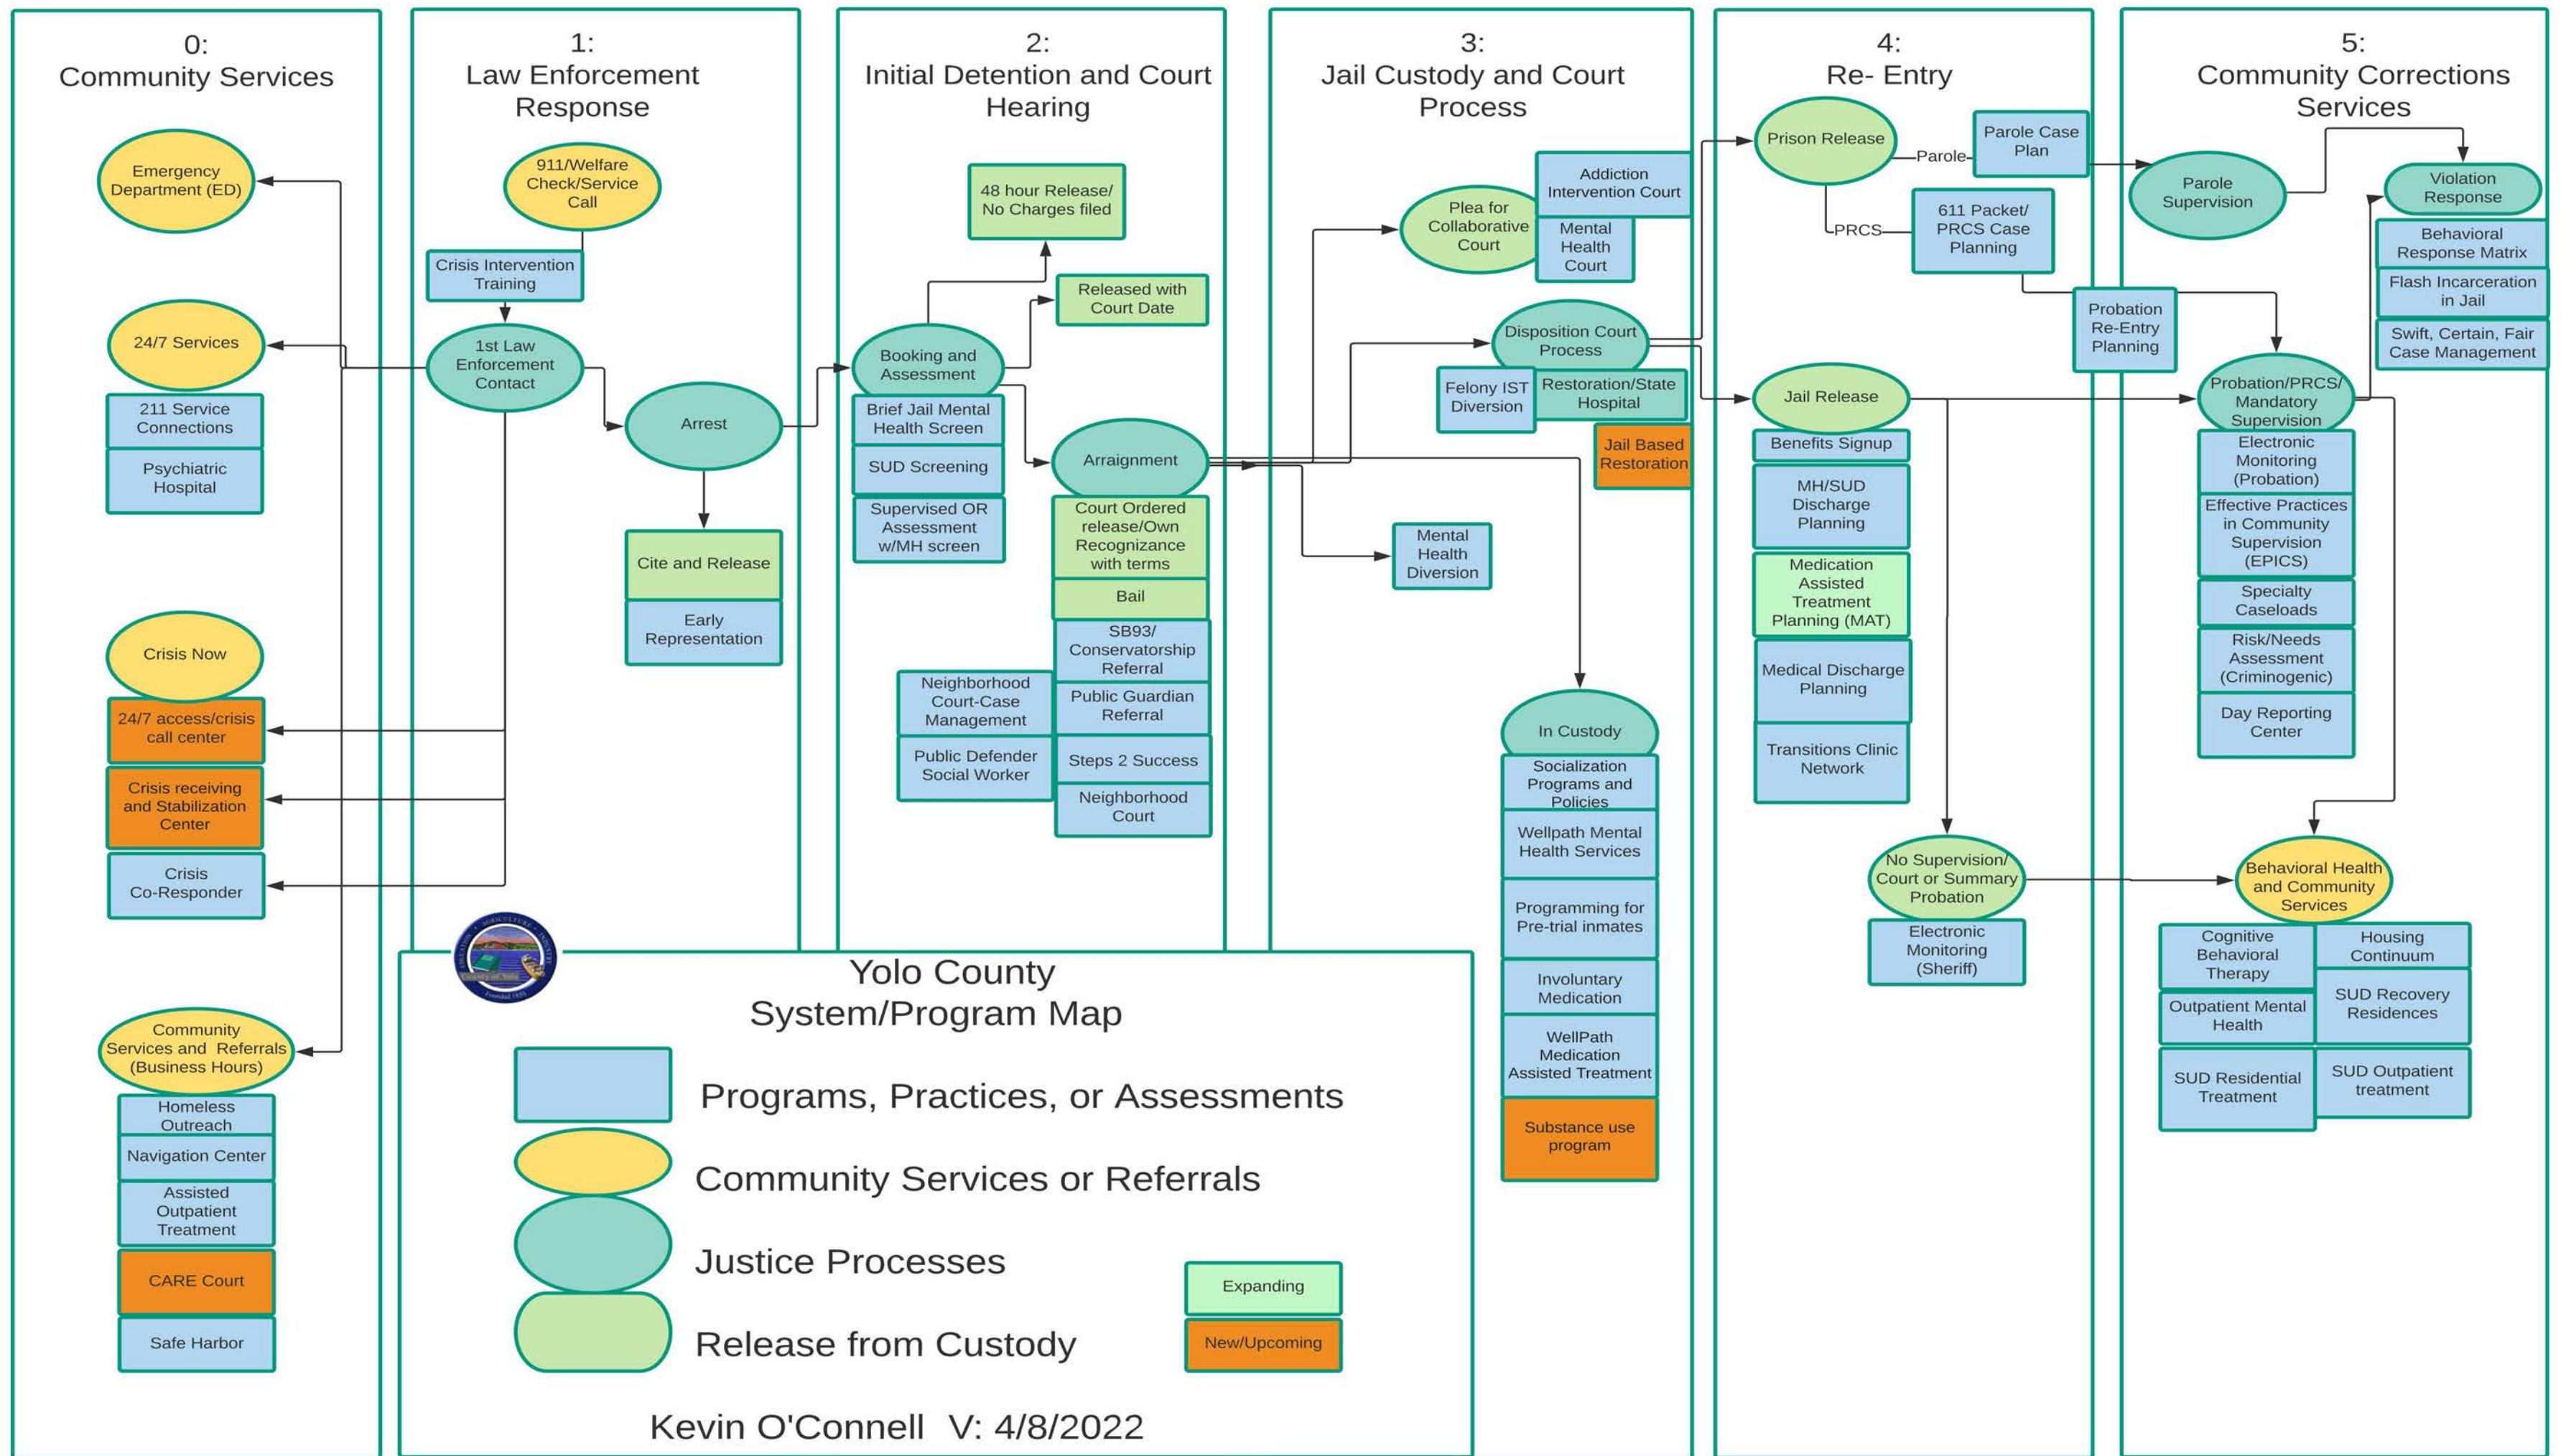 0:
Community Services
Emergency
Department (ED)
24/7 Services
211 Service
Connections
Psychiatric
Hospital
Crisis Now
24/7 access/crisis
call center
Crisis receiving
and Stabilization
Center
Crisis
Co-Responder
Community
Services and Referrals
(Business Hours)
Homeless
Outreach
Navigation Center
Assisted
Outpatient
Treatment
CARE Court
Safe Harbor
1:
Law Enforcement
Response
911/Welfare
Check/Service
Call
Crisis Intervention
Training
1st Law
Enforcement
Contact
Arrest
Cite and Release
Early
Representation
2:
Initial Detention and Court
Hearing
48 hour Release/
No Charges filed
Released with
Court Date
Booking and
Assessment
Brief Jail Mental
Health Screen
SUD Screening
Supervised OR
Assessment
w/MH screen
Arraignment
Court Ordered
release/Own
Recognizance
with terms
Bail
SB93/
Conservatorship
Referral
Neighborhood
Court-Case
Management
Public Guardian
Referral
Public Defender
Social Worker
Steps 2 Success
Neighborhood
Court
3:
Jail Custody and Court
Process
Plea for
Collaborative
Court
Addiction
Intervention Court
Mental
Health
Court
Disposition Court
Process
Felony IST
Diversion
Restoration/State
Hospital
Jail Based
Restoration
Mental
Health
Diversion
In Custody
Socialization
Programs and
Policies
Wellpath Mental
Health Services
Programming for
Pre-trial inmates
Involuntary
Medication
WellPath
Medication
Assisted Treatment
Substance use
program
4:
Re- Entry
Prison Release
Parole
Parole Case
Plan
PRCS
611 Packet/
PRCS Case
Planning
Probation
Re-Entry
Planning
Jail Release
Benefits Signup
MH/SUD
Discharge
Planning
Medication
Assisted
Treatment
Planning (MAT)
Medical Discharge
Planning
Transitions Clinic
Network
No Supervision/
Court or Summary
Probation
Electronic
Monitoring
(Sheriff)
5:
Community Corrections
Services
Parole
Supervision
Violation
Response
Behavioral
Response Matrix
Flash Incarceration
in Jail
Swift, Certain, Fair
Case Management
Probation/PRCS/
Mandatory
Supervision
Electronic
Monitoring
(Probation)
Effective Practices
in Community
Supervision
(EPICS)
Specialty
Caseloads
Risk/Needs
Assessment
(Criminogenic)
Day Reporting
Center
Behavioral Health
and Community
Services
Cognitive
Behavioral
Therapy
Housing
Continuum
Outpatient Mental
Health
SUD Recovery
Residences
SUD Residential
Treatment
SUD Outpatient
treatment
Yolo County
System/Program Map
Programs, Practices, or Assessments
Community Services or Referrals
Justice Processes
Release from Custody
Expanding
New/Upcoming
Kevin O'Connell V: 4/8/2022